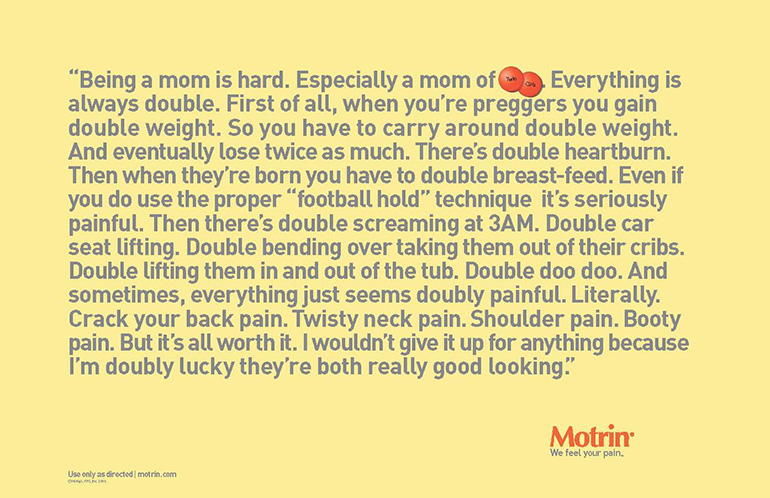 “Being a mom is hard. Especially a mom of Twin Girls. Everything is
always double. First of all, when you’re preggers you gain
double weight. So you have to carry around double weight.
And eventually lose twice as much. There’s double heartburn.
Then when they’re born you have to double breast-feed. Even if
you do use the proper “football hold” technique it’s seriously
painful. Then there’s double screaming at 3AM. Double car
seat lifting. Double bending over taking them out of their cribs.
Double lifting them in and out of the tub. Double doo doo. And
sometimes, everything just seems doubly painful. Literally.
Crack your back pain. Twisty neck pain. Shoulder pain. Booty
pain. But it’s all worth it. I wouldn’t give it up for anything because
I’m doubly lucky they’re both really good looking.”
Motrin
We feel your pain.
Use only as directed | motrin.com